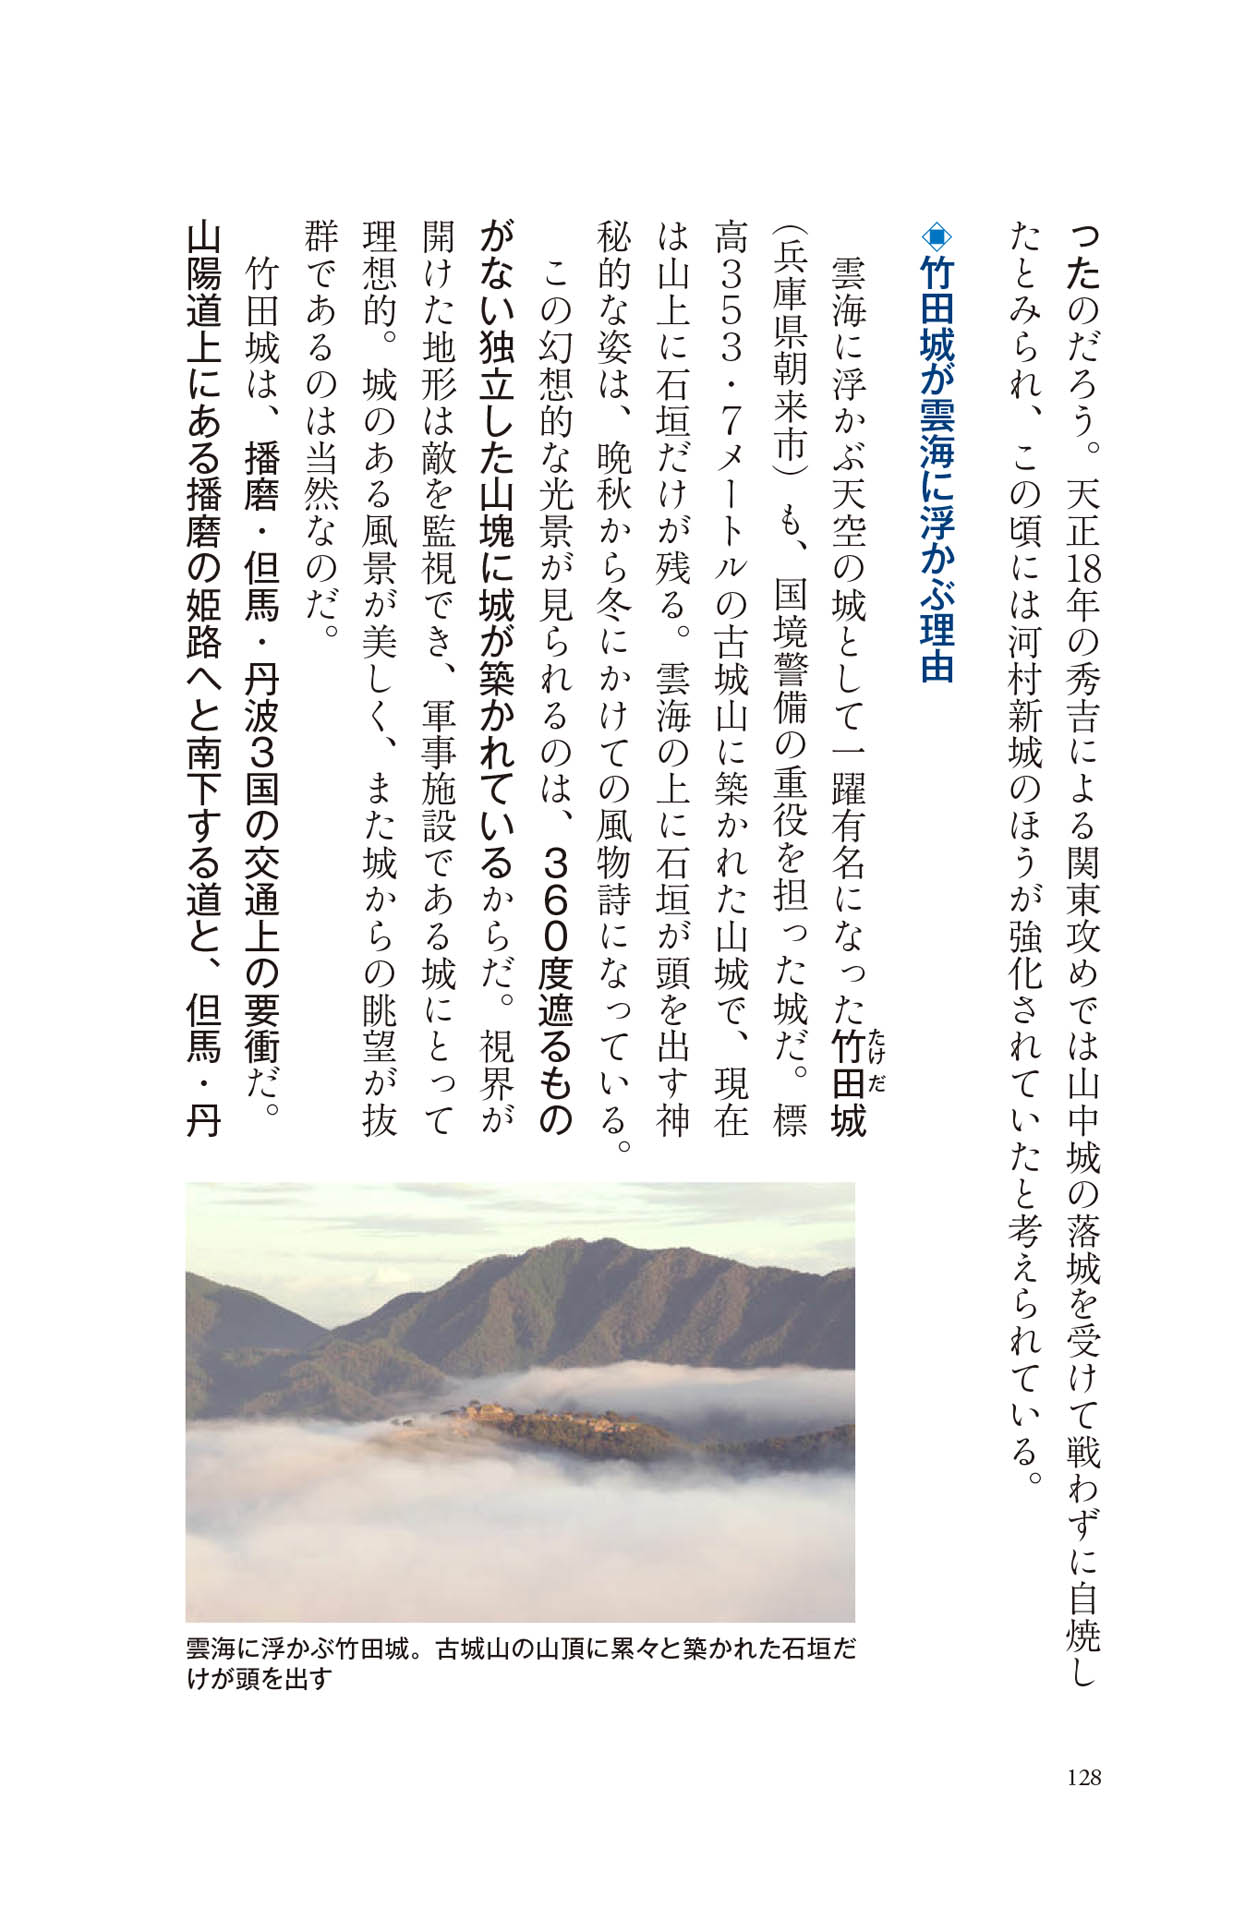 ったのだろう。天正18年の秀吉による関東攻めでは山中城の落城を受けて戦わずに自焼し
たとみられ、この頃には河村新城のほうが強化されていたと考えられている。
◈竹田城が雲海に浮かぶ理由
雲海に浮かぶ天空の城として一躍有名になった竹田城
たけだ
（兵庫県朝来市）も、国境警備の重役を担った城だ。標
高３５３・７メートルの古城山に築かれた山城で、現在
は山上に石垣だけが残る。雲海の上に石垣が頭を出す神
秘的な姿は、晩秋から冬にかけての風物詩になっている。
この幻想的な光景が見られるのは、３６０度遮るもの
がない独立した山塊に城が築かれているからだ。視界が
開けた地形は敵を監視でき、軍事施設である城にとって
理想的。城のある風景が美しく、また城からの眺望が抜
群であるのは当然なのだ。
竹田城は、播磨・但馬・丹波３国の交通上の要衝だ。
山陽道上にある播磨の姫路へと南下する道と、但馬・丹
雲海に浮かぶ竹田城。古城山の山頂に累々と築かれた石垣だ
けが頭を出す
128